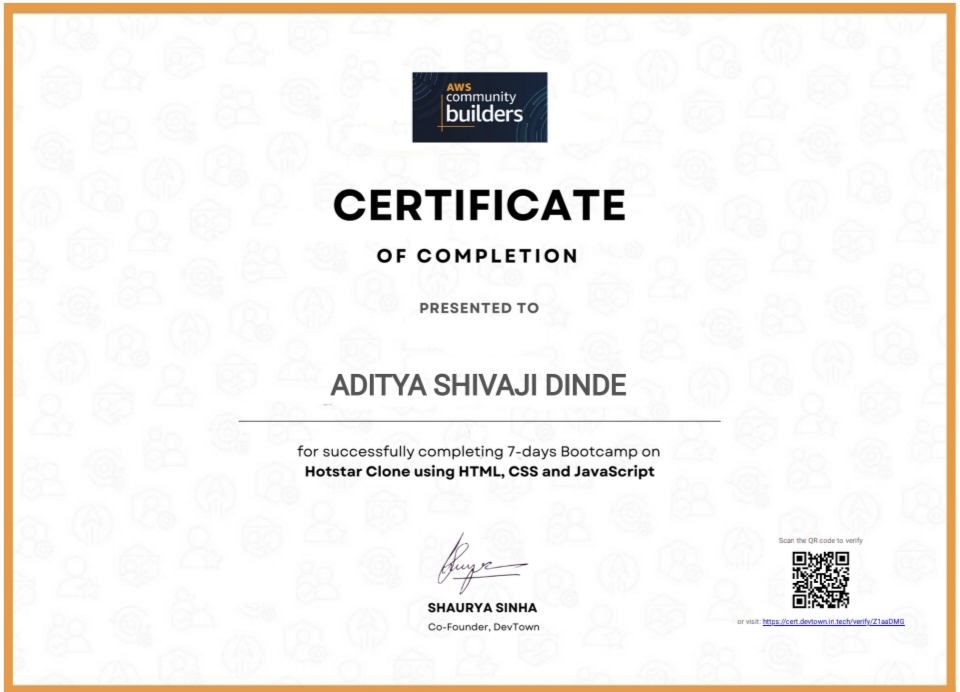 AWS
community
builders
CERTIFICATE
OF COMPLETION
PRESENTED TO
ADITYA SHIVAJI DINDE
for successfully completing 7-days Bootcamp on
Hotstar Clone using HTML, CSS and JavaScript
SHAURYA SINHA
Co-Founder, DevTown
Scan the QR code to verify
or visit: https://cert.devtown.in.tech/verify/Z1aaDMG